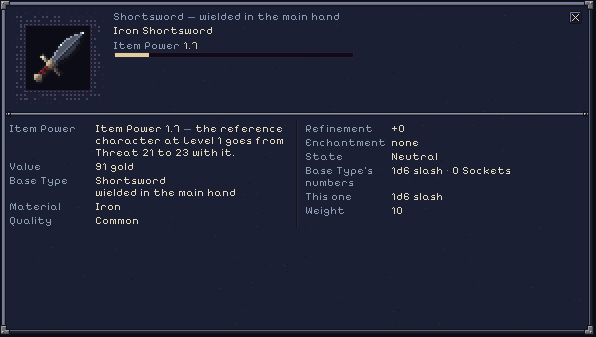 Shortsword — wielded in the main hand
Iron Shortsword
Item Power 1.7
Item Power
Item Power 1.7 — the reference
character at Level 1 goes from
Threat 21 to 23 with it.
Value
91 gold
Base Type
Shortsword
wielded in the main hand
Material
Iron
Quality
Common
Refinement
+0
Enchantment
none
State
Neutral
Base Type's
numbers
1d6 slash · 0 Sockets
This one
1d6 slash
Weight
10